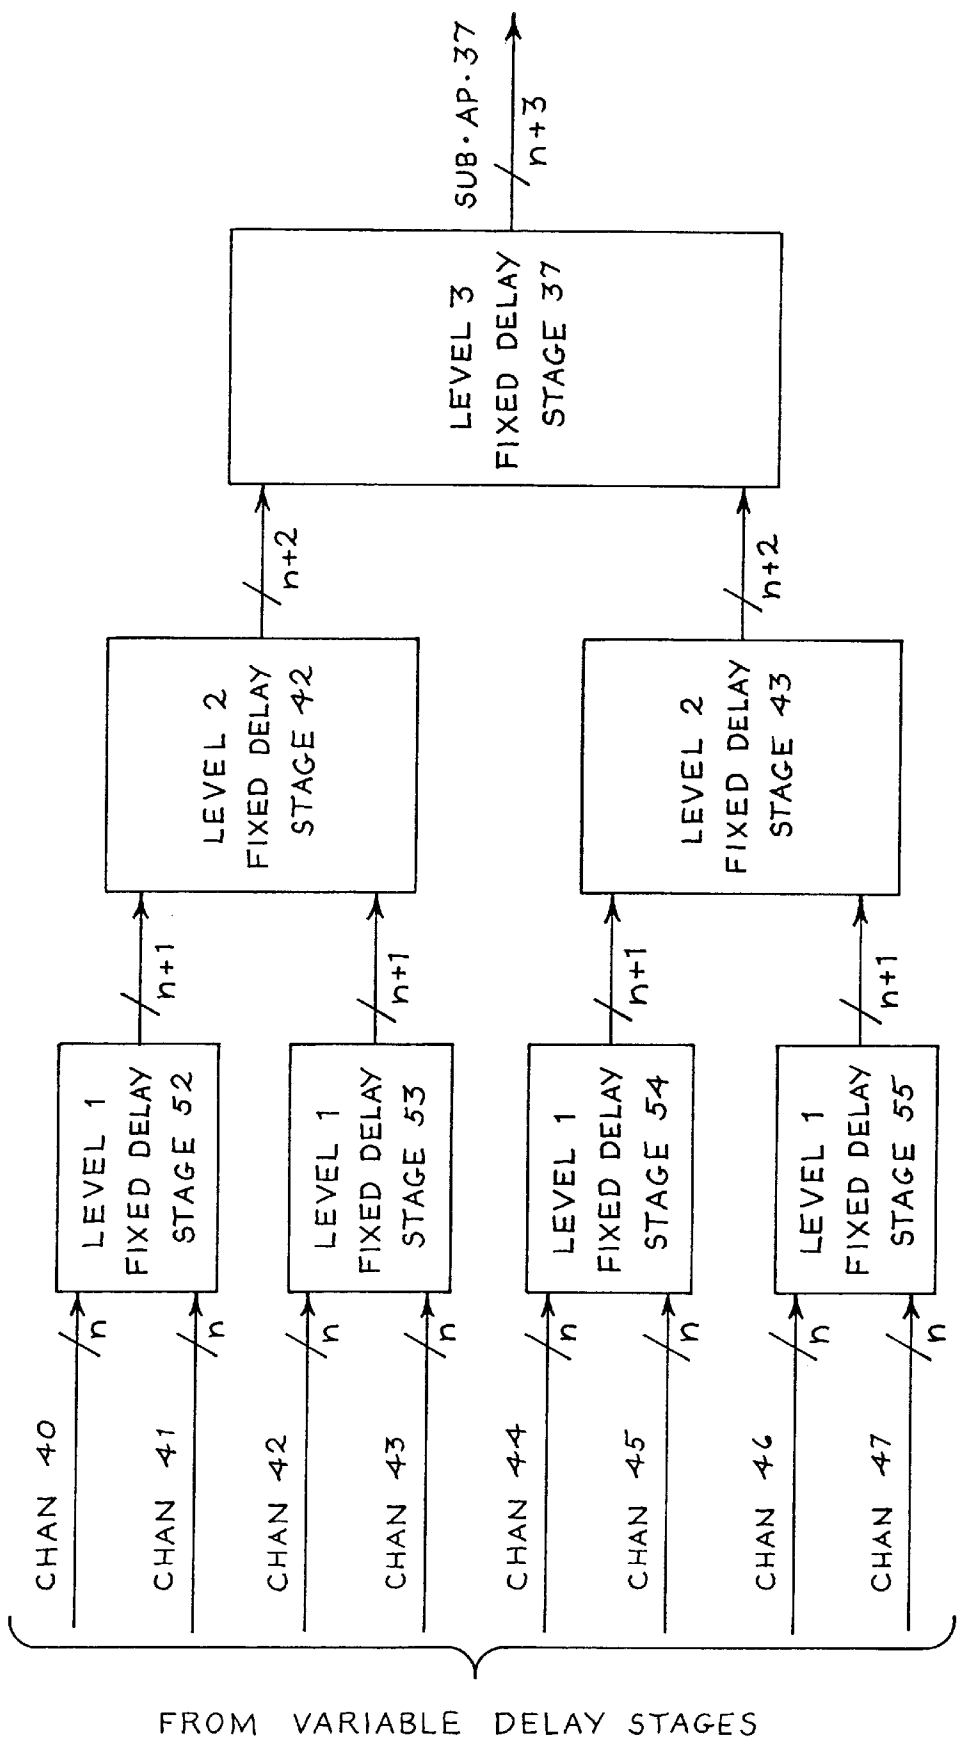 SUB·AP·37
n+3
LEVEL 3
FIXED DELAY
STAGE 37
n+2
n+2
LEVEL 2
FIXED DELAY
STAGE 42
LEVEL 2
FIXED DELAY
STAGE 43
n+1
n+1
n+1
n+1
LEVEL 1
FIXED DELAY
STAGE 52
LEVEL 1
FIXED DELAY
STAGE 53
LEVEL 1
FIXED DELAY
STAGE 54
LEVEL 1
FIXED DELAY
STAGE 55
n
n
n
n
n
n
n
n
CHAN 40
CHAN 41
CHAN 42
CHAN 43
CHAN 44
CHAN 45
CHAN 46
CHAN 47
FROM VARIABLE DELAY STAGES